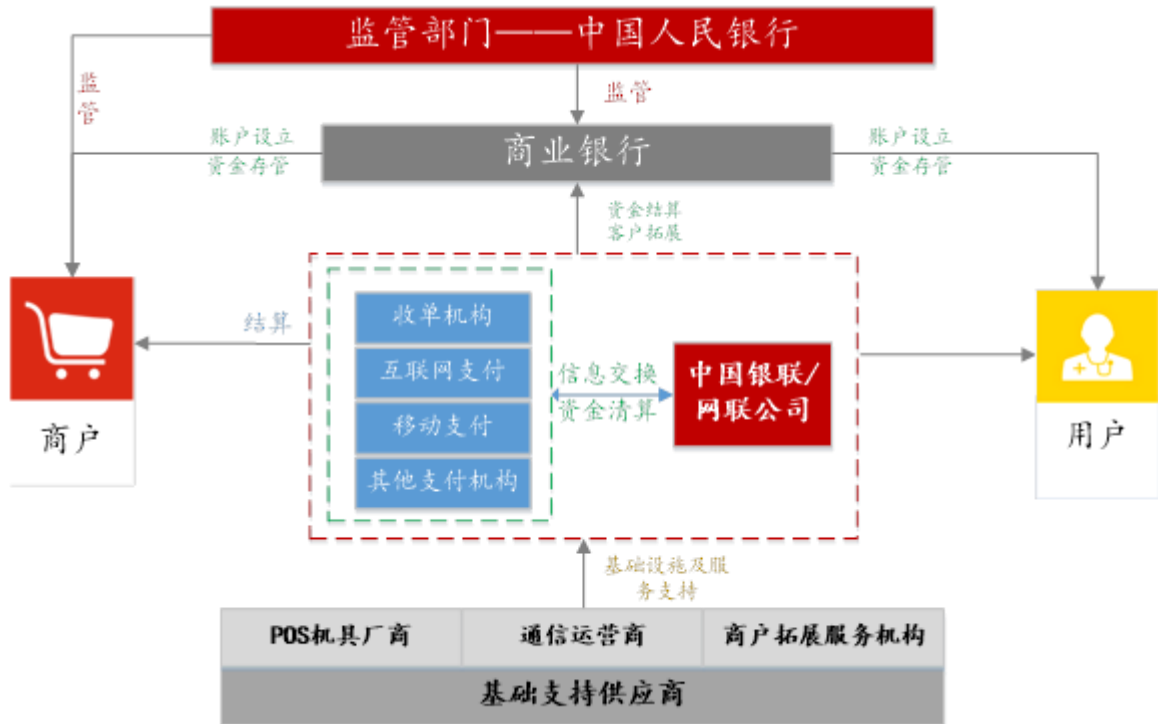 监管部门——中国人民银行
监
管
监管
账户设立
资金存管
商业银行
账户设立
资金存管
资金结算
客户拓展
收单机构
结算
互联网支付
信息交换
资金清算
中国银联/
网联公司
移动支付
其他支付机构
商户
用户
基础设施及服
务支持
POS机具厂商
通信运营商
商户拓展服务机构
基础支持供应商